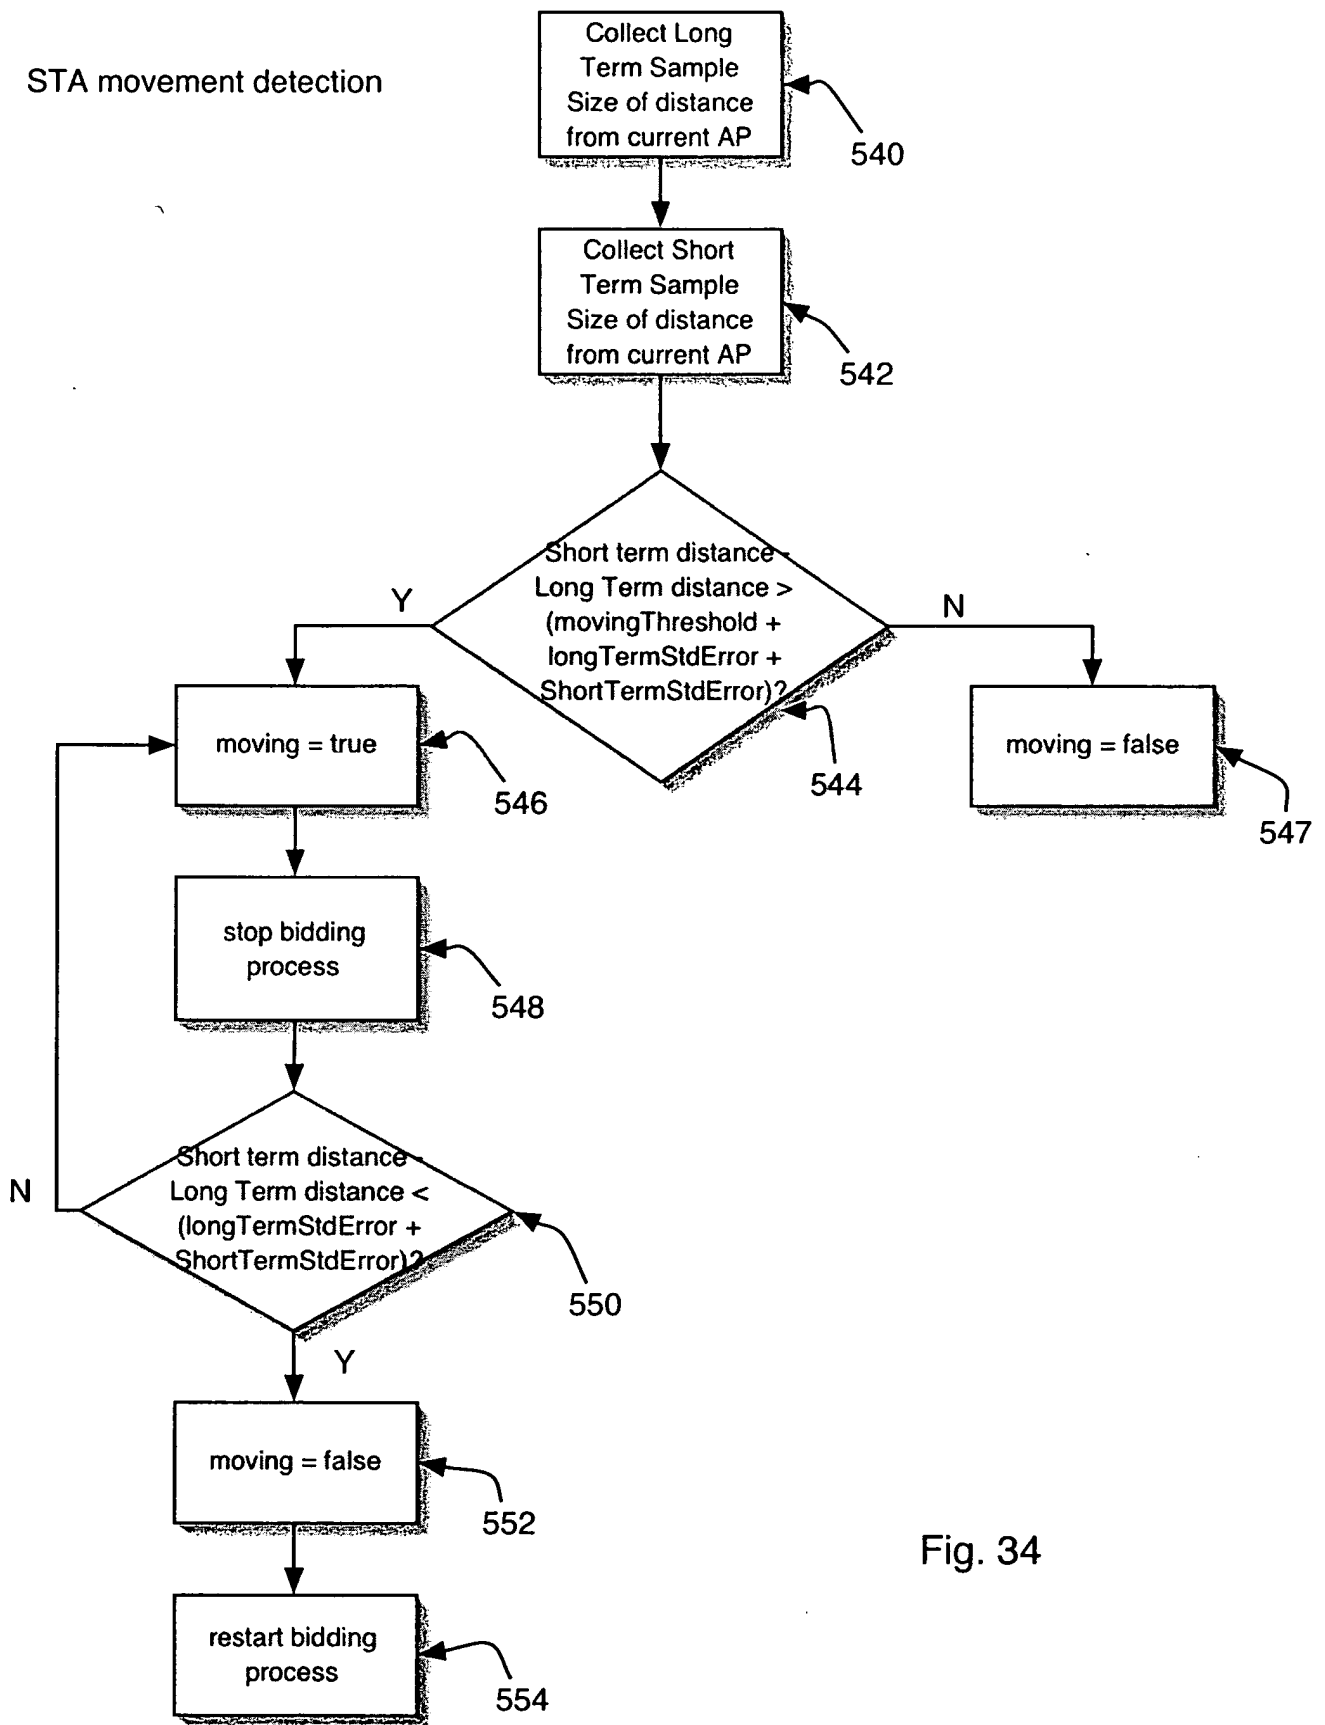 STA movement detection
Collect Long
Term Sample
Size of distance
from current AP
540
Collect Short
Term Sample
Size of distance
from current AP
542
Short term distance -
Long Term distance >
(movingThreshold +
longTermStdError +
ShortTermStdError)?
Y
N
544
moving = true
546
moving = false
547
stop bidding
process
548
Short term distance -
Long Term distance <
(longTermStdError +
ShortTermStdError)?
N
550
Y
moving = false
552
restart bidding
process
554
Fig. 34